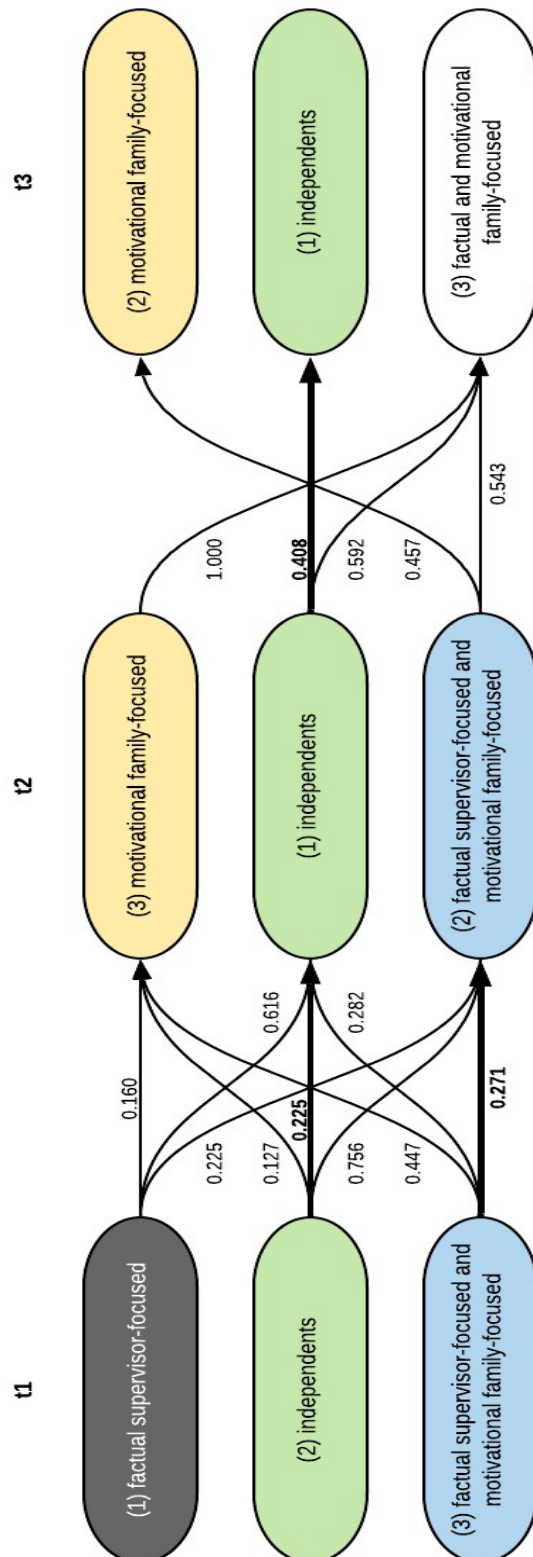 t1
t2
t3
(1) factual supervisor-focused
(2) independents
(3) factual supervisor-focused and
motivational family-focused
0.160
0.616
0.225
0.127
0.225
0.282
0.756
0.447
0.271
(3) motivational family-focused
(1) independents
(2) factual supervisor-focused and
motivational family-focused
1.000
0.408
0.592
0.457
0.543
(2) motivational family-focused
(1) independents
(3) factual and motivational
family-focused